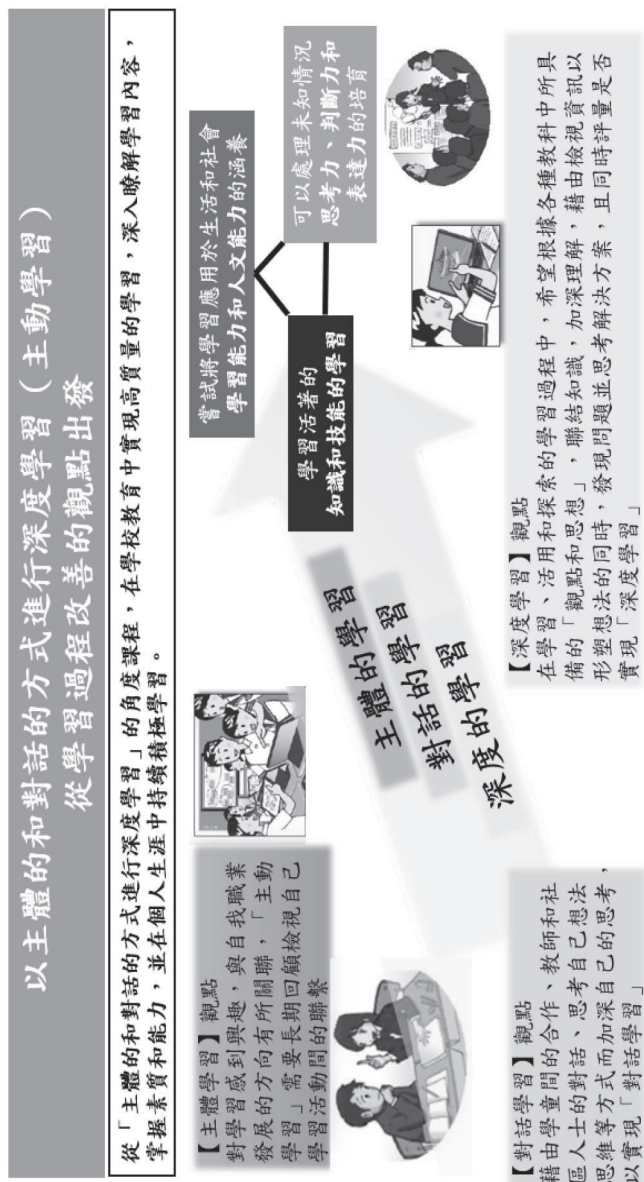 以主體的和對話的方式進行深度學習（主動學習）
從學習過程改善的觀點出發
從「主體的和對話的方式進行深度學習」的角度課程，在學校教育中實現高質量的學習，深入瞭解學習內容，
掌握素質和能力，並在個人生涯中持續積極學習。
【主體學習】觀點
對學習感到興趣，與自我職業
發展的方向有所關聯，「主動
學習」需要長期回顧檢視自己
學習活動間的聯繫
【對話學習】觀點
藉由學童間的合作、教師和社
區人士的對話、思考自己想法
思維等方式而加深自己的思考，
以實現「對話學習」
主體的學習
對話的學習
深度的學習
嘗試將學習應用於生活和社會
學習能力和人文能力的涵養
學習活著的
知識和技能的學習
可以處理未知情況
思考力、判斷力和
表達力的培育
【深度學習】觀點
在學習、活用和探索的學習過程中，希望根據各種教科中所具
備的「觀點和思想」，聯結知識，加深理解，藉由檢視資訊以
形塑想法的同時，發現問題並思考解決方案，且同時評量是否
實現「深度學習」